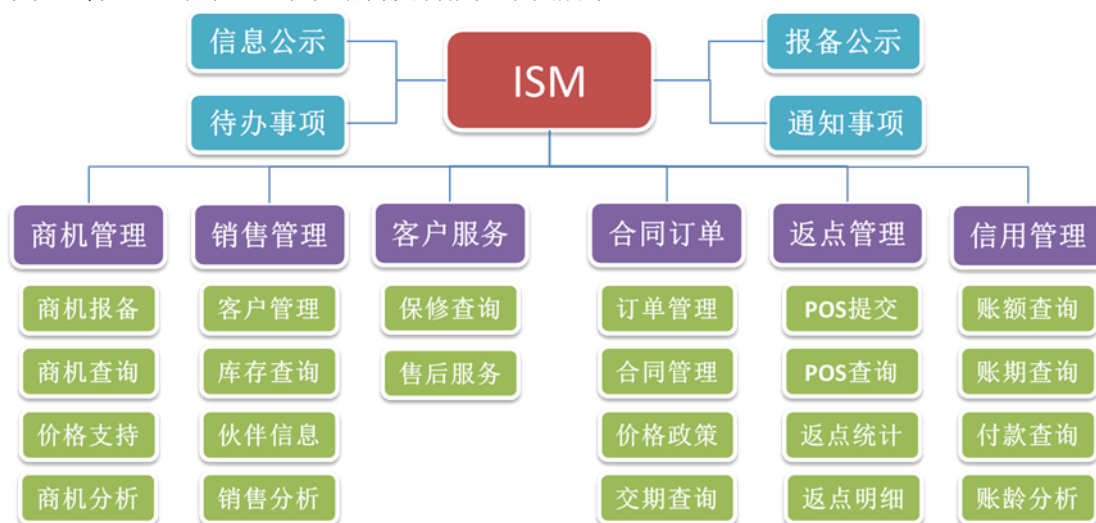 信息公示
ISM
报备公示
待办事项
通知事项
商机管理
销售管理
客户服务
合同订单
返点管理
信用管理
商机报备
客户管理
保修查询
订单管理
POS提交
账额查询
商机查询
库存查询
售后服务
合同管理
POS查询
账期查询
价格支持
伙伴信息
价格政策
返点统计
付款查询
商机分析
销售分析
交期查询
返点明细
账龄分析